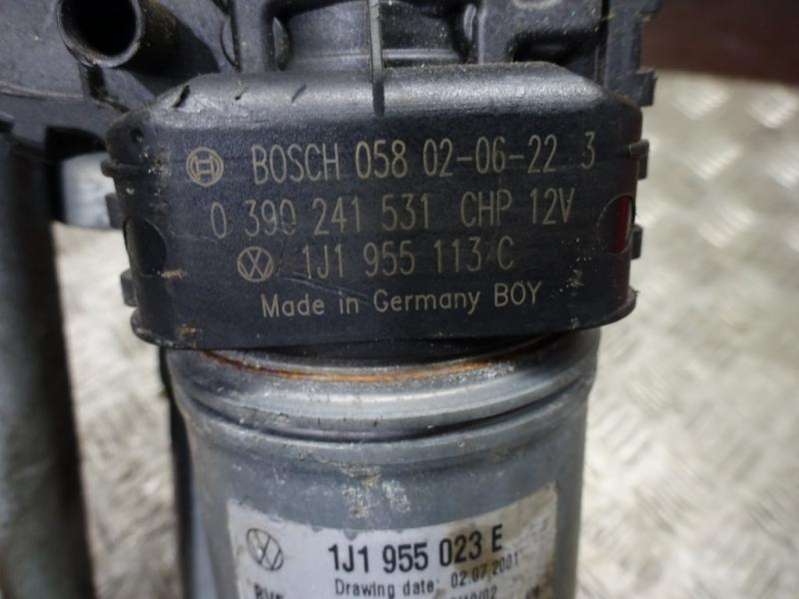 BOSCH 058 02-06-22 3
0 390 241 531 CHP 12V
1J1 955 113 C
Made in Germany BOY
1J1 955 023 E
Drawing date: 02.07.2001